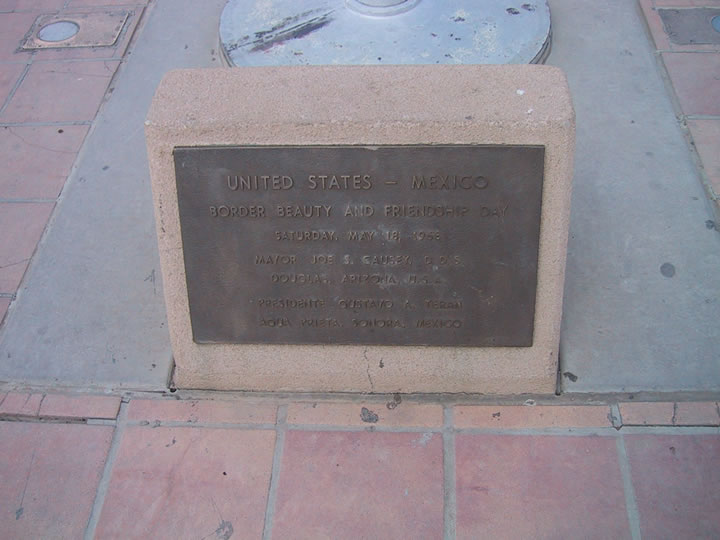 UNITED STATES – MEXICO
BORDER BEAUTY AND FRIENDSHIP DAY
SATURDAY, MAY 18, 1968
MAYOR JOE S. CAUSEY, D.D.S.
DOUGLAS, ARIZONA, U.S.A.
PRESIDENTE GUSTAVO A. TERAN
AQUA PRIETA, SONORA, MEXICO